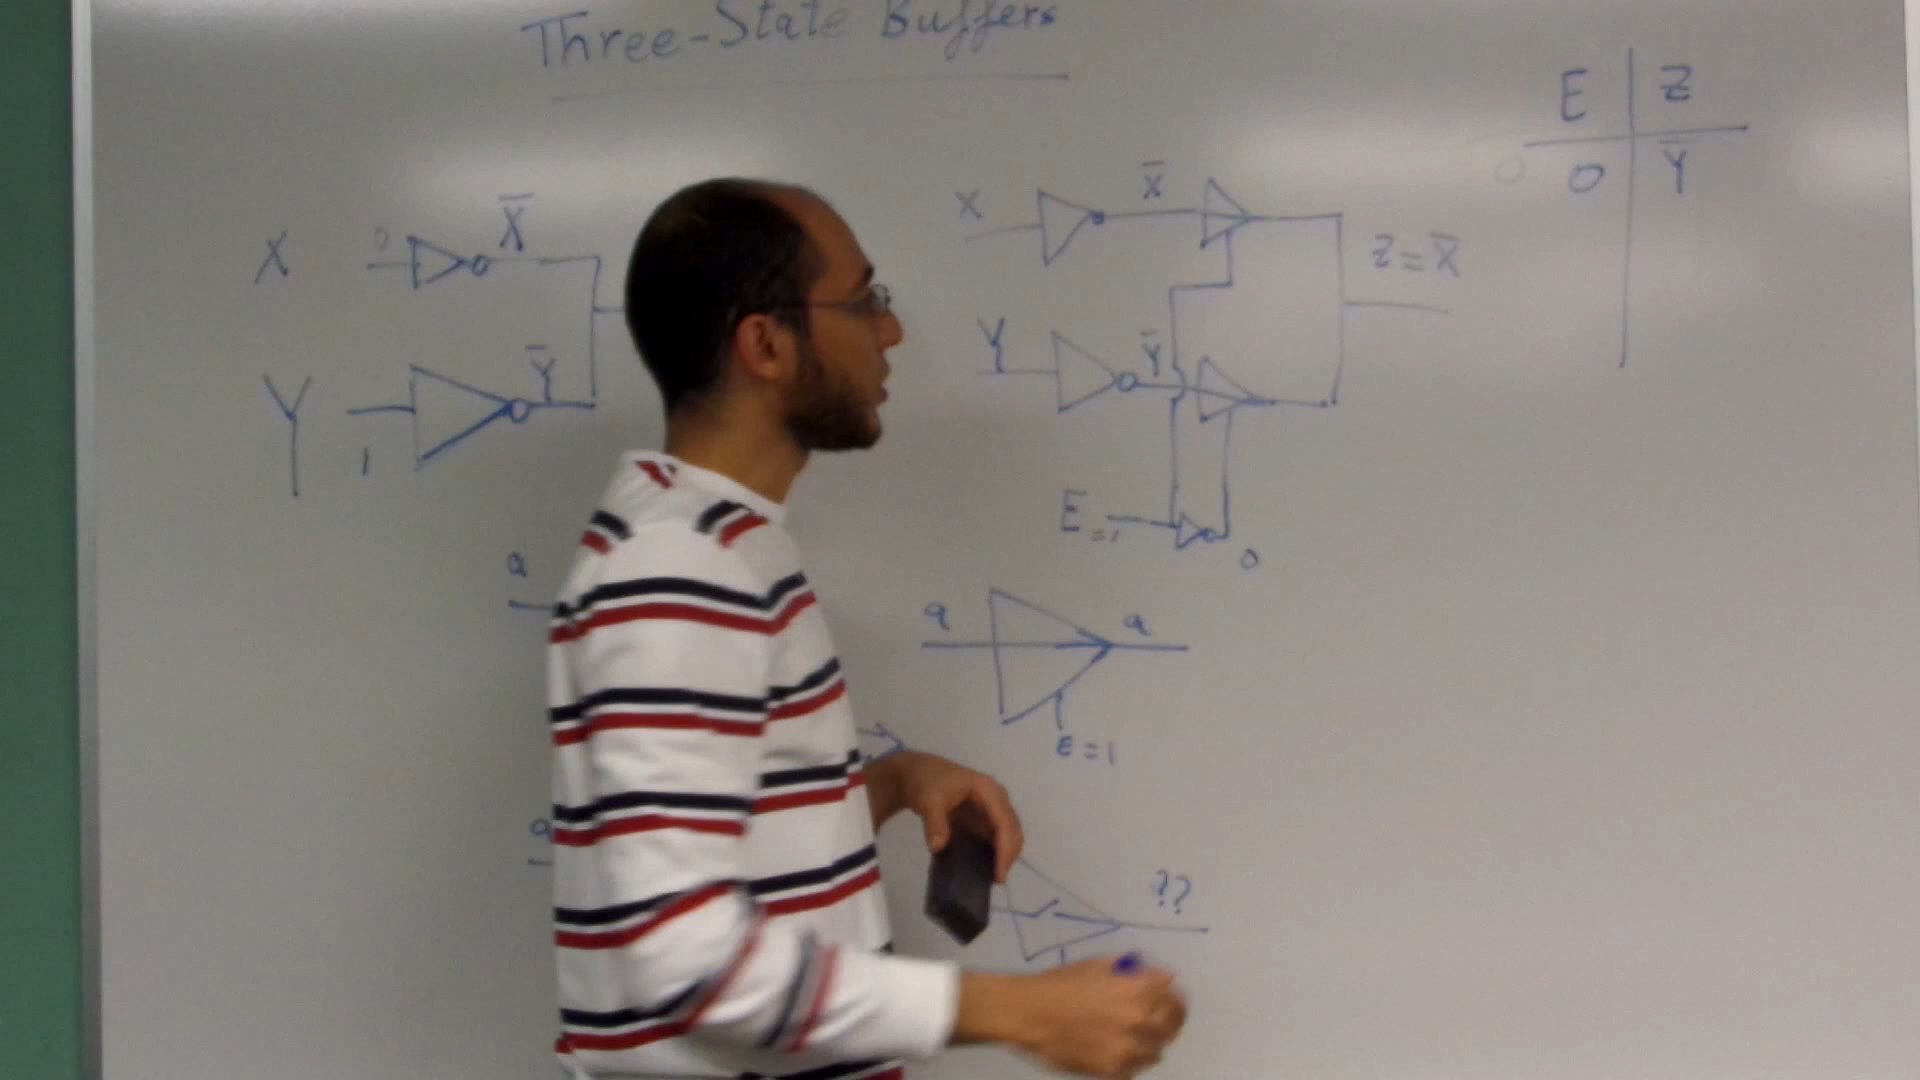 Three-State Buffers
E Z
0 Y̅
X 0 X̅
Y 1 Y̅
X X̅
Z = X̅
Y Y̅
E = 1
0
a
a a
E = 1
a
??